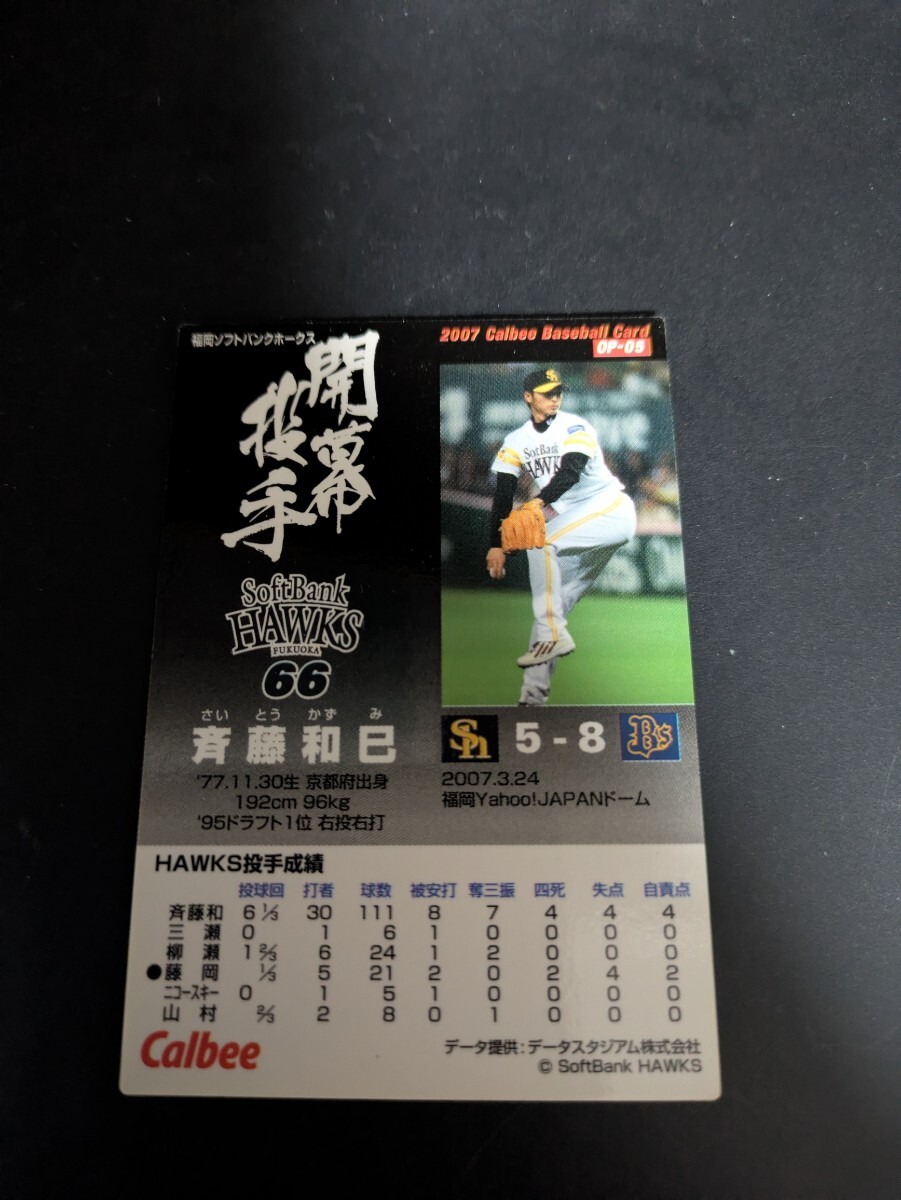 福岡ソフトバンクホークス
2007 Calbee Baseball Card
OP-05
開幕
投手
SoftBank
HAWKS
FUKUOKA
66
さい とう かず み
斉藤和巳
'77.11.30生 京都府出身
192cm 96kg
'95ドラフト1位 右投右打
SoftBank
HAWKS
Sh 5 - 8 Bs
2007.3.24
福岡Yahoo!JAPANドーム
HAWKS投手成績
投球回 打者 球数 被安打 奪三振 四死 失点 自責点
斉藤和 6 1/3 30 111 8 7 4 4 4
三瀬 0 1 6 1 0 0 0 0
柳瀬 1 2/3 6 24 1 2 0 0 0
●藤岡 1/3 5 21 2 0 2 4 2
ニコースキー 0 1 5 1 0 0 0 0
山村 2/3 2 8 0 1 0 0 0
Calbee
データ提供:データスタジアム株式会社
© SoftBank HAWKS